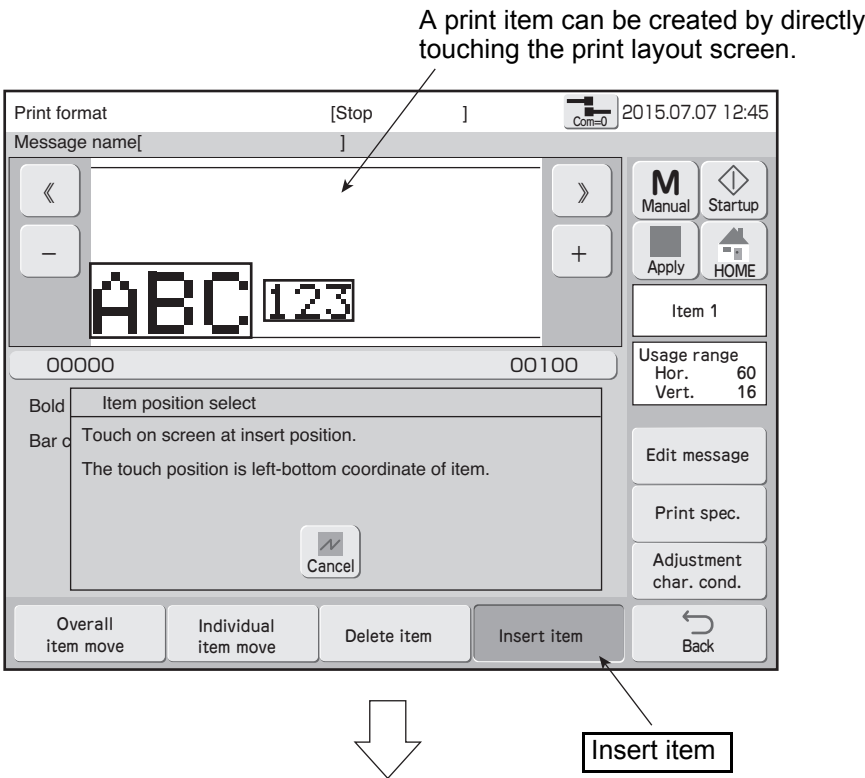 A print item can be created by directly
touching the print layout screen.
Print format [Stop ] Com=0 2015.07.07 12:45
Message name[ ]
《 》
M
Manual
Startup
− +
Apply
HOME
ABC 123
Item 1
00000 00100
Usage range
Hor. 60
Vert. 16
Bold
Item position select
Bar c
Touch on screen at insert position.
The touch position is left-bottom coordinate of item.
Cancel
Edit message
Print spec.
Adjustment
char. cond.
Overall
item move
Individual
item move
Delete item
Insert item
Back
Insert item